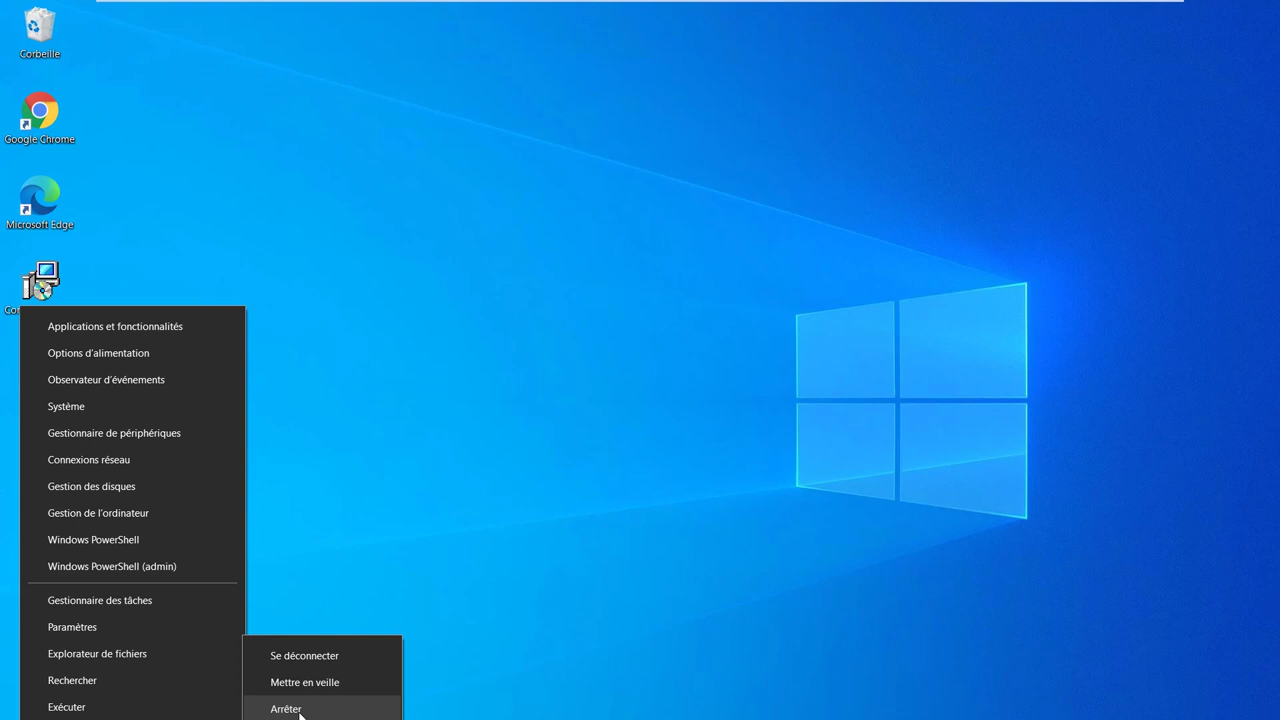 Corbeille
Google Chrome
Microsoft Edge
Applications et fonctionnalités
Options d'alimentation
Observateur d'événements
Système
Gestionnaire de périphériques
Connexions réseau
Gestion des disques
Gestion de l'ordinateur
Windows PowerShell
Windows PowerShell (admin)
Gestionnaire des tâches
Paramètres
Explorateur de fichiers
Rechercher
Exécuter
Se déconnecter
Mettre en veille
Arrêter